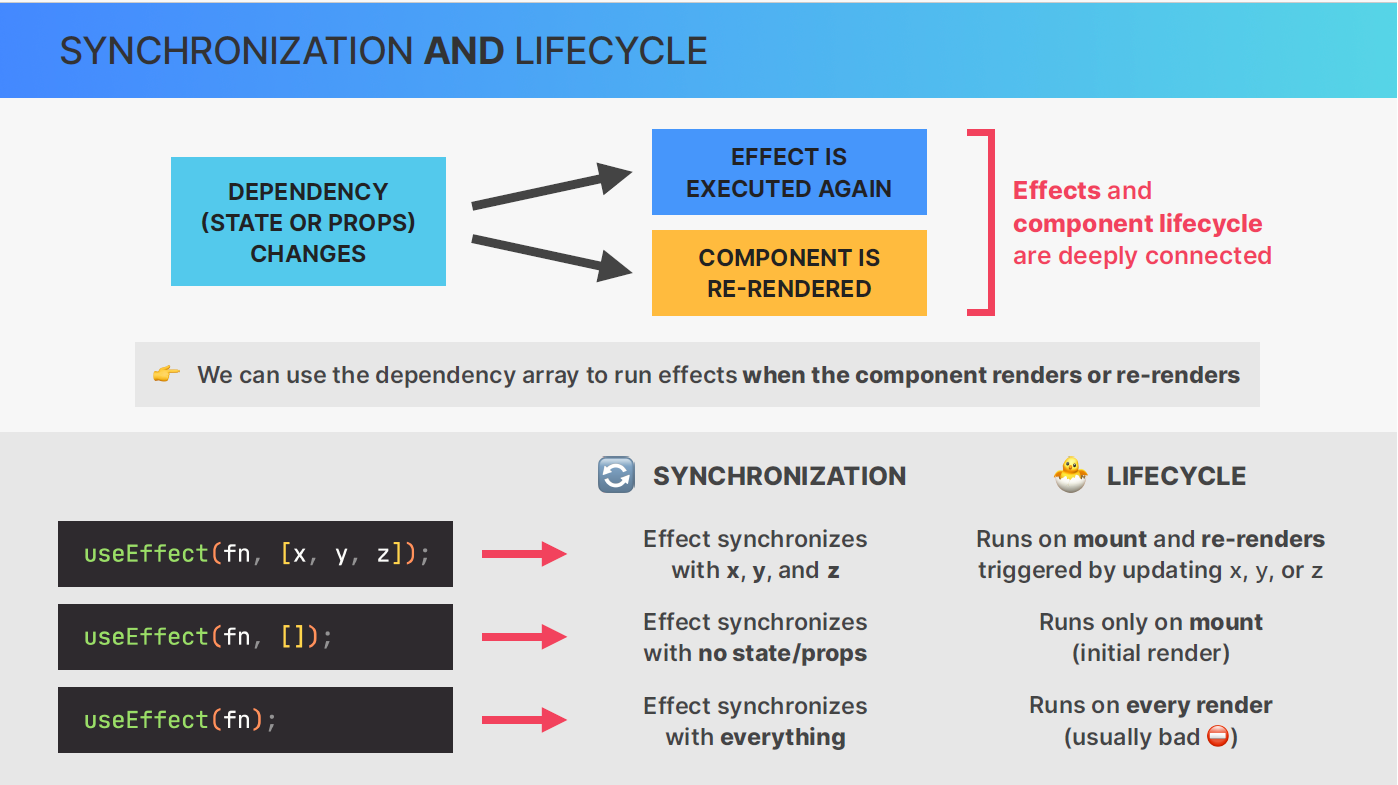 SYNCHRONIZATION AND LIFECYCLE
DEPENDENCY
(STATE OR PROPS)
CHANGES
EFFECT IS
EXECUTED AGAIN
COMPONENT IS
RE-RENDERED
Effects and
component lifecycle
are deeply connected
👉 We can use the dependency array to run effects when the component renders or re-renders
🔄 SYNCHRONIZATION
🐣 LIFECYCLE
useEffect(fn, [x, y, z]);
Effect synchronizes
with x, y, and z
Runs on mount and re-renders
triggered by updating x, y, or z
useEffect(fn, []);
Effect synchronizes
with no state/props
Runs only on mount
(initial render)
useEffect(fn);
Effect synchronizes
with everything
Runs on every render
(usually bad ⛔)